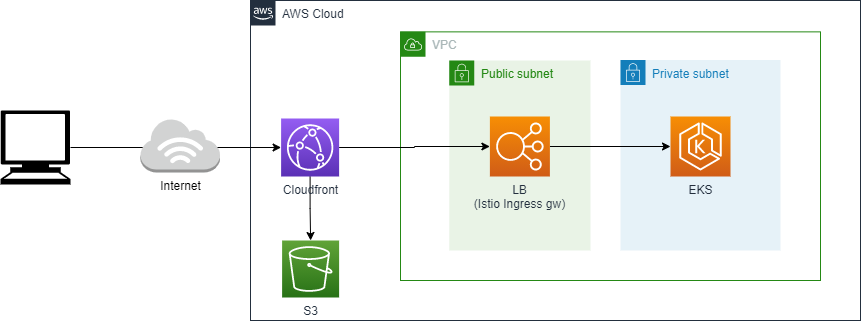 aws
AWS Cloud
VPC
Public subnet
Private subnet
Internet
Cloudfront
LB
(Istio Ingress gw)
K
EKS
S3